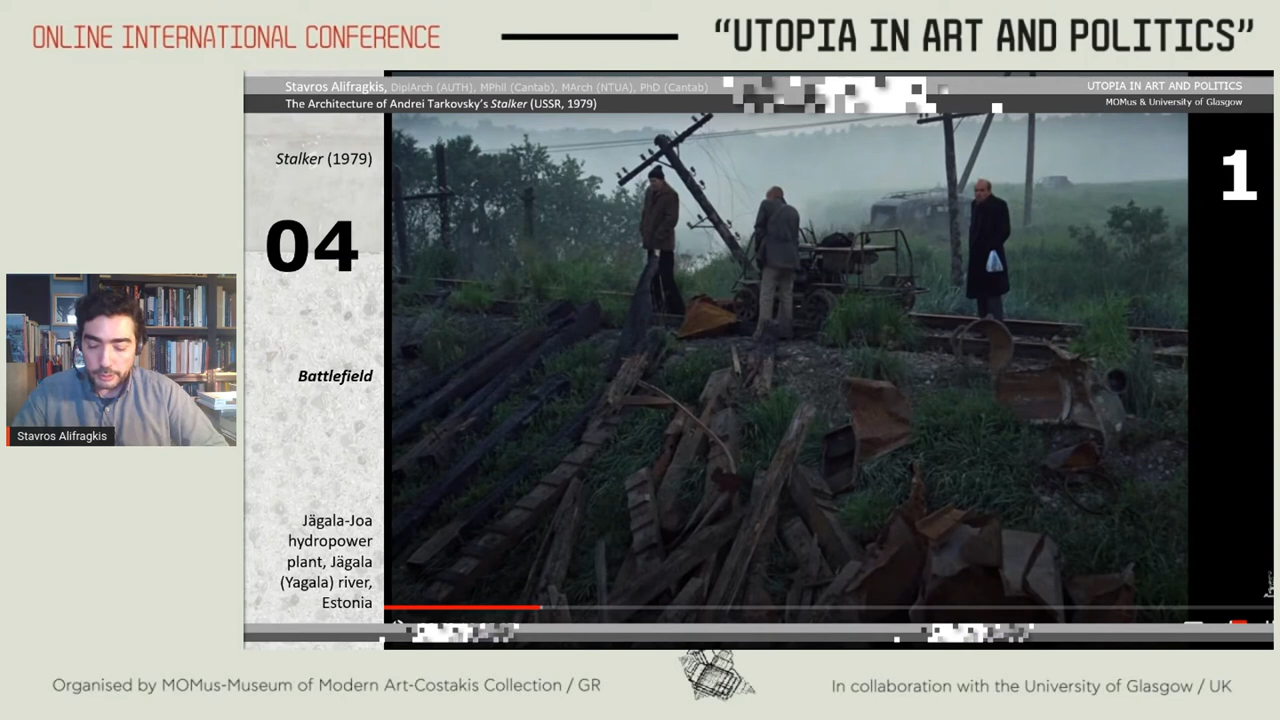 ONLINE INTERNATIONAL CONFERENCE
“UTOPIA IN ART AND POLITICS”
Stavros Alifragkis, DiplArch (AUTH), MPhil (Cantab), MArch (NTUA), PhD (Cantab)
UTOPIA IN ART AND POLITICS
The Architecture of Andrei Tarkovsky’s Stalker (USSR, 1979)
MOMus & University of Glasgow
Stalker (1979)
1
04
Battlefield
Stavros Alifragkis
Jägala-Joa
hydropower
plant, Jägala
(Yagala) river,
Estonia
Organised by MOMus-Museum of Modern Art-Costakis Collection / GR
In collaboration with the University of Glasgow / UK